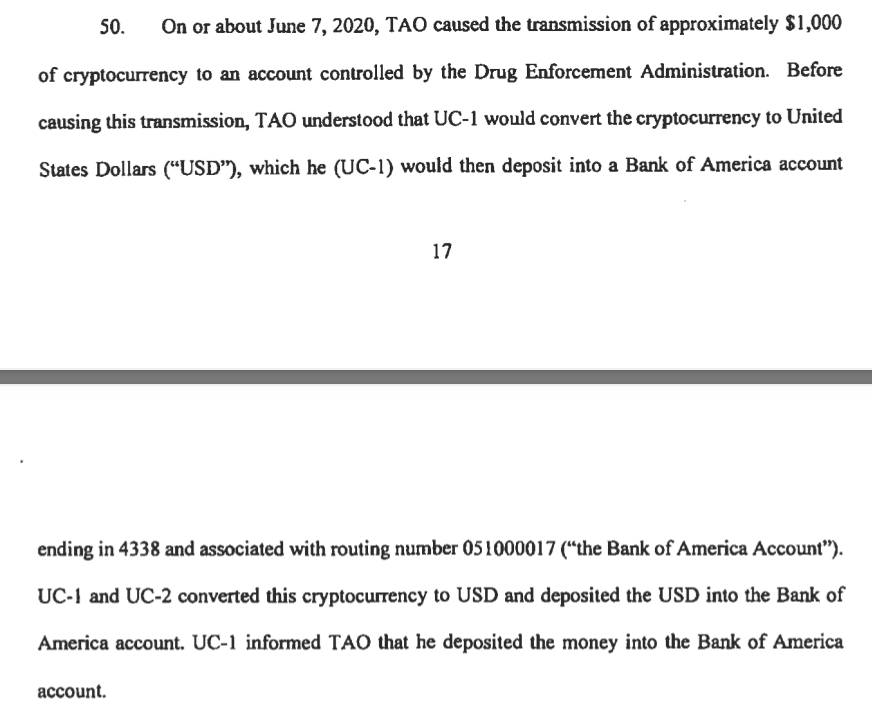 50. On or about June 7, 2020, TAO caused the transmission of approximately $1,000
of cryptocurrency to an account controlled by the Drug Enforcement Administration. Before
causing this transmission, TAO understood that UC-1 would convert the cryptocurrency to United
States Dollars (“USD”), which he (UC-1) would then deposit into a Bank of America account
17
ending in 4338 and associated with routing number 051000017 (“the Bank of America Account”).
UC-1 and UC-2 converted this cryptocurrency to USD and deposited the USD into the Bank of
America account. UC-1 informed TAO that he deposited the money into the Bank of America
account.